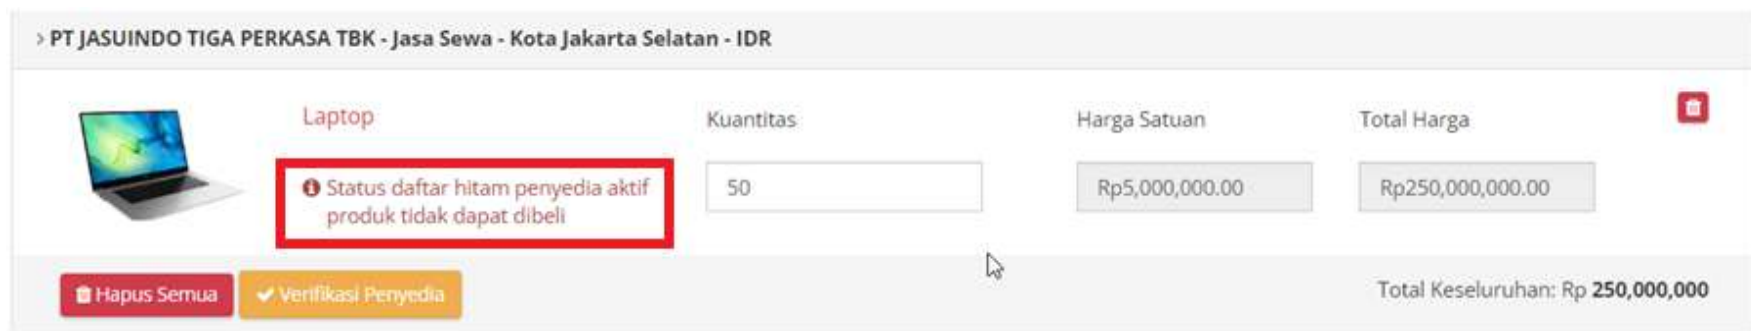 > PT JASUINDO TIGA PERKASA TBK - Jasa Sewa - Kota Jakarta Selatan - IDR
Laptop
Kuantitas
Harga Satuan
Total Harga
Status daftar hitam penyedia aktif
produk tidak dapat dibeli
50
Rp5,000,000.00
Rp250,000,000.00
Hapus Semua
Verifikasi Penyedia
Total Keseluruhan: Rp 250,000,000